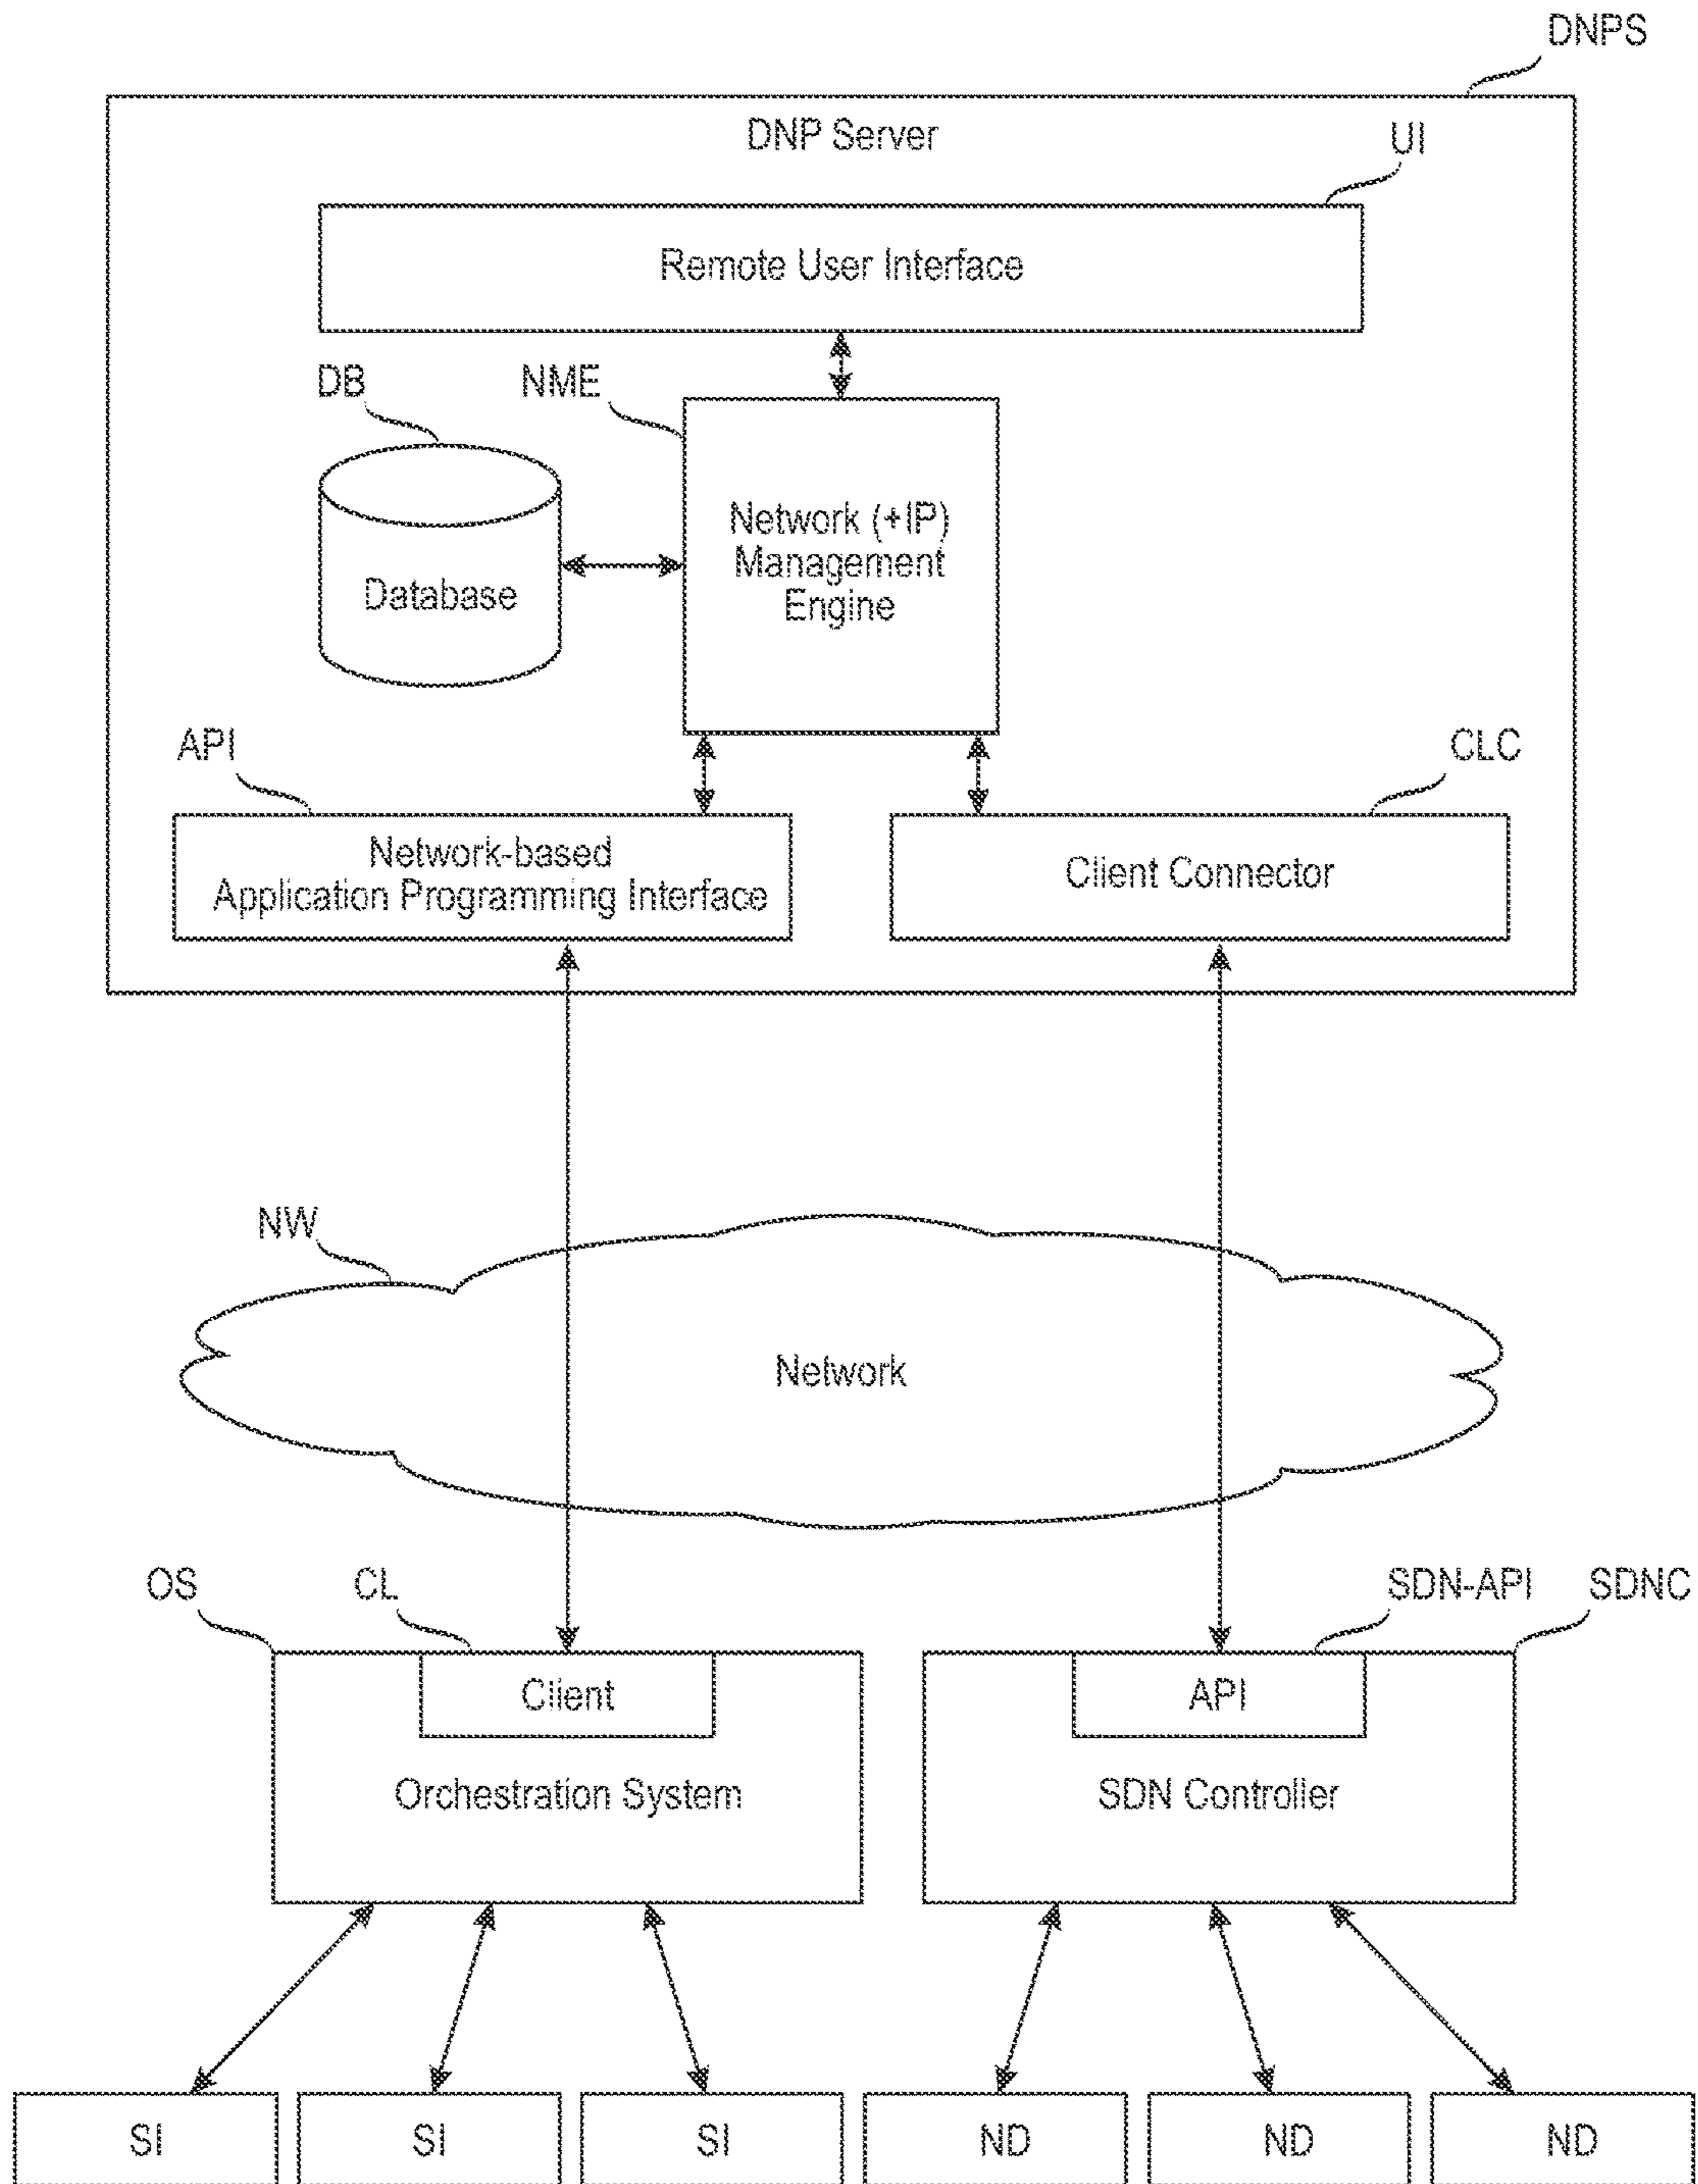 DNPS
DNP Server
UI
Remote User Interface
DB
NME
Network (+IP)
Management
Engine
Database
API
CLC
Network-based
Application Programming Interface
Client Connector
NW
Network
OS
CL
SDN-API
SDNC
Client
API
Orchestration System
SDN Controller
SI
SI
SI
ND
ND
ND